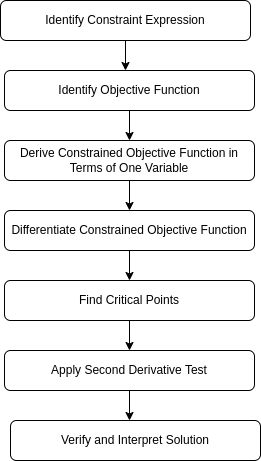 Identify Constraint Expression
Identify Objective Function
Derive Constrained Objective Function in
Terms of One Variable
Differentiate Constrained Objective Function
Find Critical Points
Apply Second Derivative Test
Verify and Interpret Solution